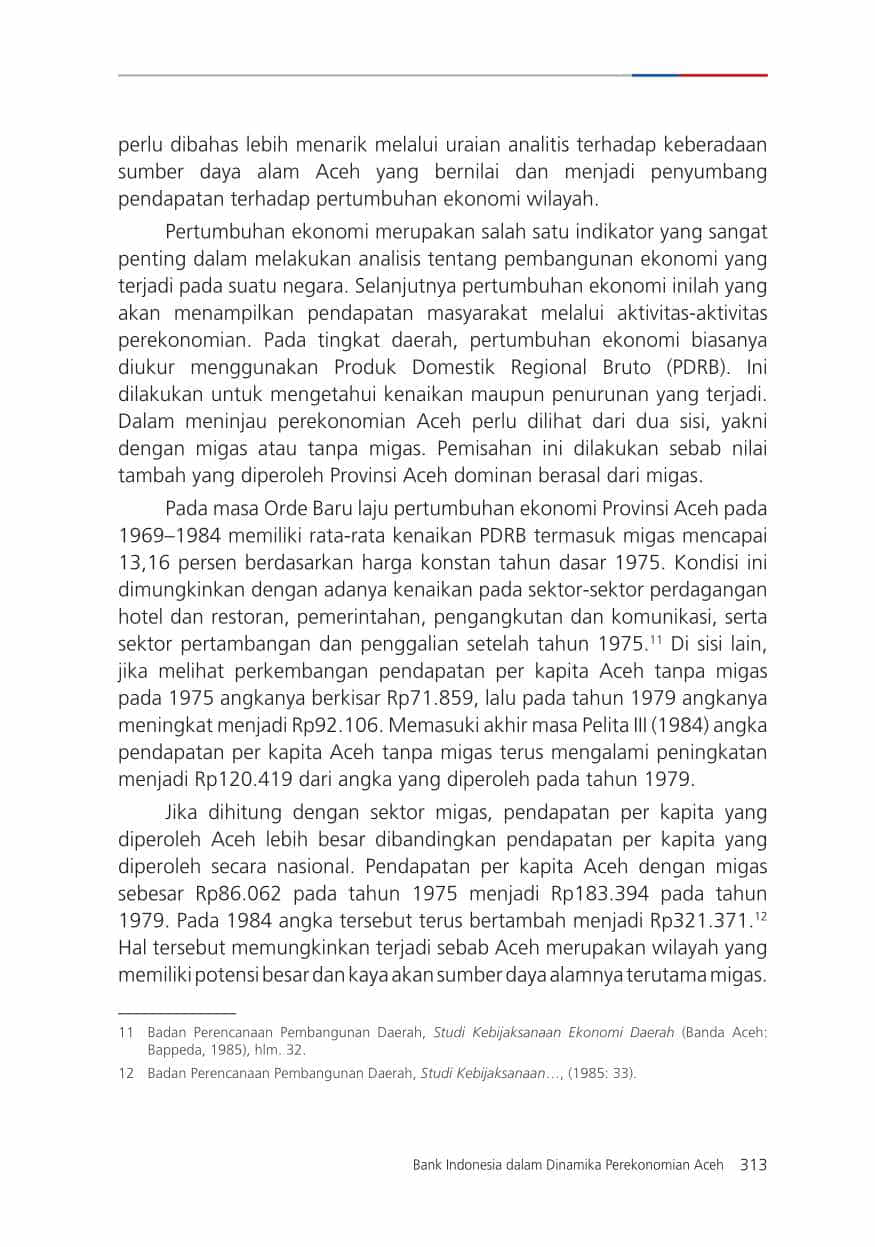 perlu dibahas lebih menarik melalui uraian analitis terhadap keberadaan
sumber daya alam Aceh yang bernilai dan menjadi penyumbang
pendapatan terhadap pertumbuhan ekonomi wilayah.
Pertumbuhan ekonomi merupakan salah satu indikator yang sangat
penting dalam melakukan analisis tentang pembangunan ekonomi yang
terjadi pada suatu negara. Selanjutnya pertumbuhan ekonomi inilah yang
akan menampilkan pendapatan masyarakat melalui aktivitas-aktivitas
perekonomian. Pada tingkat daerah, pertumbuhan ekonomi biasanya
diukur menggunakan Produk Domestik Regional Bruto (PDRB). Ini
dilakukan untuk mengetahui kenaikan maupun penurunan yang terjadi.
Dalam meninjau perekonomian Aceh perlu dilihat dari dua sisi, yakni
dengan migas atau tanpa migas. Pemisahan ini dilakukan sebab nilai
tambah yang diperoleh Provinsi Aceh dominan berasal dari migas.
Pada masa Orde Baru laju pertumbuhan ekonomi Provinsi Aceh pada
1969–1984 memiliki rata-rata kenaikan PDRB termasuk migas mencapai
13,16 persen berdasarkan harga konstan tahun dasar 1975. Kondisi ini
dimungkinkan dengan adanya kenaikan pada sektor-sektor perdagangan
hotel dan restoran, pemerintahan, pengangkutan dan komunikasi, serta
sektor pertambangan dan penggalian setelah tahun 1975.¹¹ Di sisi lain,
jika melihat perkembangan pendapatan per kapita Aceh tanpa migas
pada 1975 angkanya berkisar Rp71.859, lalu pada tahun 1979 angkanya
meningkat menjadi Rp92.106. Memasuki akhir masa Pelita III (1984) angka
pendapatan per kapita Aceh tanpa migas terus mengalami peningkatan
menjadi Rp120.419 dari angka yang diperoleh pada tahun 1979.
Jika dihitung dengan sektor migas, pendapatan per kapita yang
diperoleh Aceh lebih besar dibandingkan pendapatan per kapita yang
diperoleh secara nasional. Pendapatan per kapita Aceh dengan migas
sebesar Rp86.062 pada tahun 1975 menjadi Rp183.394 pada tahun
1979. Pada 1984 angka tersebut terus bertambah menjadi Rp321.371.¹²
Hal tersebut memungkinkan terjadi sebab Aceh merupakan wilayah yang
memiliki potensi besar dan kaya akan sumber daya alamnya terutama migas.
11 Badan Perencanaan Pembangunan Daerah, Studi Kebijaksanaan Ekonomi Daerah (Banda Aceh:
Bappeda, 1985), hlm. 32.
12 Badan Perencanaan Pembangunan Daerah, Studi Kebijaksanaan…, (1985: 33).
Bank Indonesia dalam Dinamika Perekonomian Aceh 313